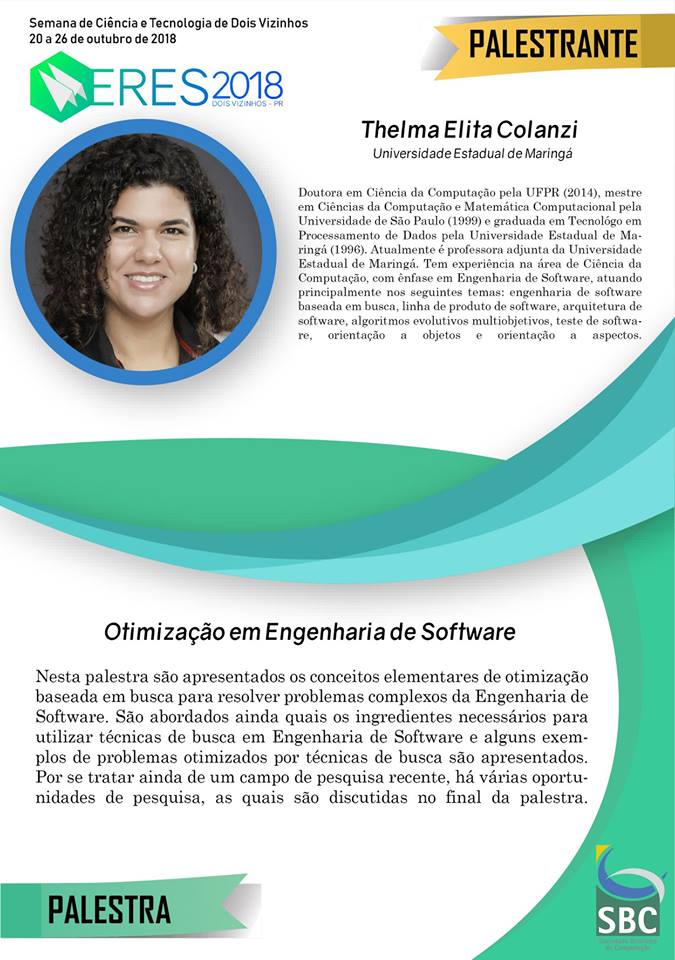 Semana de Ciência e Tecnologia de Dois Vizinhos
20 a 26 de outubro de 2018
PALESTRANTE
ERES2018
DOIS VIZINHOS - PR
Thelma Elita Colanzi
Universidade Estadual de Maringá
Doutora em Ciência da Computação pela UFPR (2014), mestre
em Ciências da Computação e Matemática Computacional pela
Universidade de São Paulo (1999) e graduada em Tecnológo em
Processamento de Dados pela Universidade Estadual de Ma-
ringá (1996). Atualmente é professora adjunta da Universidade
Estadual de Maringá. Tem experiência na área de Ciência da
Computação, com ênfase em Engenharia de Software, atuando
principalmente nos seguintes temas: engenharia de software
baseada em busca, linha de produto de software, arquitetura de
software, algoritmos evolutivos multiobjetivos, teste de softwa-
re, orientação a objetos e orientação a aspectos.
Otimização em Engenharia de Software
Nesta palestra são apresentados os conceitos elementares de otimização
baseada em busca para resolver problemas complexos da Engenharia de
Software. São abordados ainda quais os ingredientes necessários para
utilizar técnicas de busca em Engenharia de Software e alguns exem-
plos de problemas otimizados por técnicas de busca são apresentados.
Por se tratar ainda de um campo de pesquisa recente, há várias oportu-
nidades de pesquisa, as quais são discutidas no final da palestra.
PALESTRA
SBC
Sociedade Brasileira
de Computação